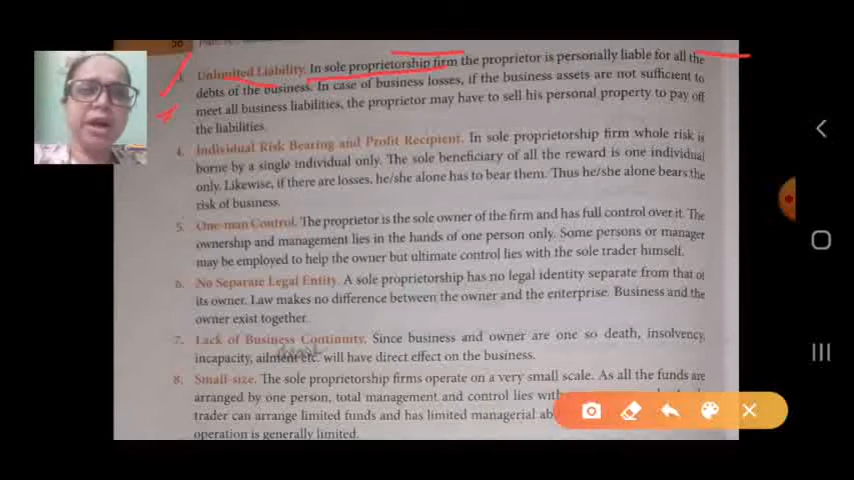 3. Unlimited Liability. In sole proprietorship firm the proprietor is personally liable for all the
debts of the business. In case of business losses, if the business assets are not sufficient to
meet all business liabilities, the proprietor may have to sell his personal property to pay off
the liabilities.
4. Individual Risk Bearing and Profit Recipient. In sole proprietorship firm whole risk is
borne by a single individual only. The sole beneficiary of all the reward is one individual
only. Likewise, if there are losses, he/she alone has to bear them. Thus he/she alone bears the
risk of business.
5. One-man Control. The proprietor is the sole owner of the firm and has full control over it. The
ownership and management lies in the hands of one person only. Some persons or manager
may be employed to help the owner but ultimate control lies with the sole trader himself.
6. No Separate Legal Entity. A sole proprietorship has no legal identity separate from that of
its owner. Law makes no difference between the owner and the enterprise. Business and the
owner exist together.
7. Lack of Business Continuity. Since business and owner are one so death, insolvency,
incapacity, ailment etc. will have direct effect on the business.
8. Small-size. The sole proprietorship firms operate on a very small scale. As all the funds are
arranged by one person, total management and control lies with
trader can arrange limited funds and has limited managerial
operation is generally limited.